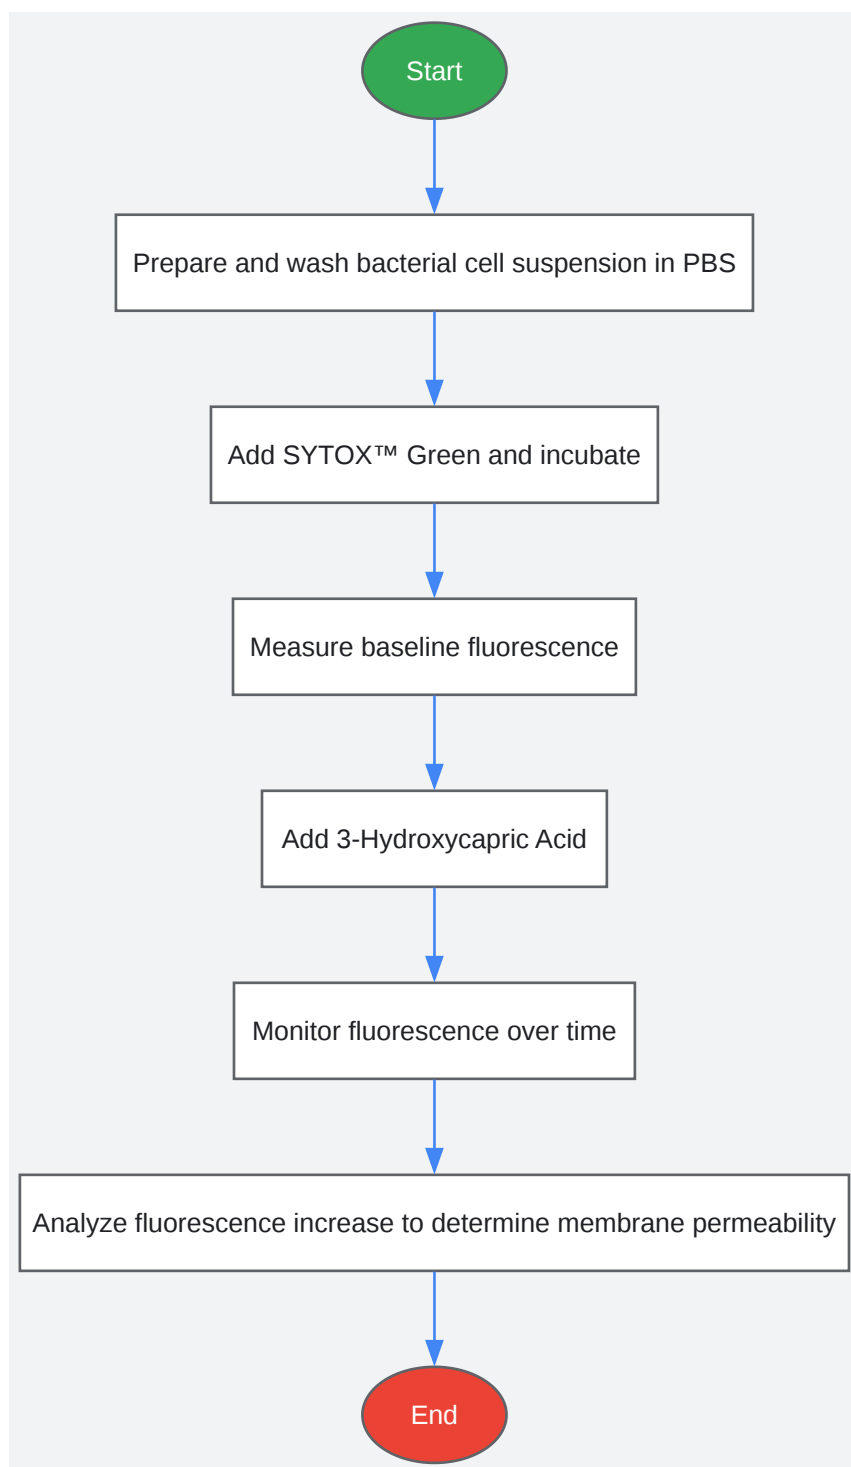 Start
Prepare and wash bacterial cell suspension in PBS
Add SYTOX™ Green and incubate
Measure baseline fluorescence
Add 3-Hydroxycapric Acid
Monitor fluorescence over time
Analyze fluorescence increase to determine membrane permeability
End